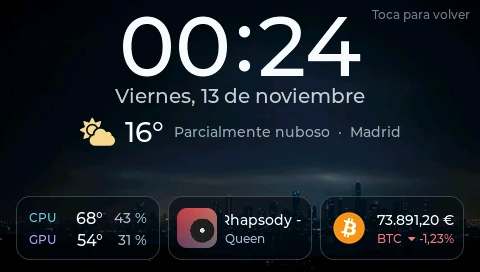 Toca para volver
00:24
Viernes, 13 de noviembre
16° Parcialmente nuboso · Madrid
CPU 68° 43 %
GPU 54° 31 %
Rhapsody -
Queen
73.891,20 €
BTC -1,23%